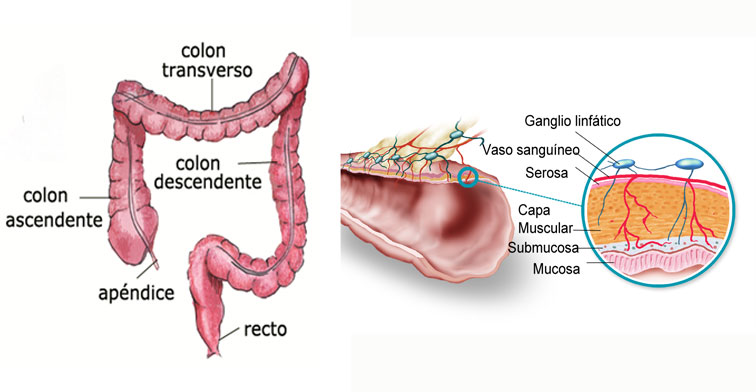 colon
transverso
colon
descendente
colon
ascendente
apéndice
recto
Ganglio linfático
Vaso sanguíneo
Serosa
Capa
Muscular
Submucosa
Mucosa